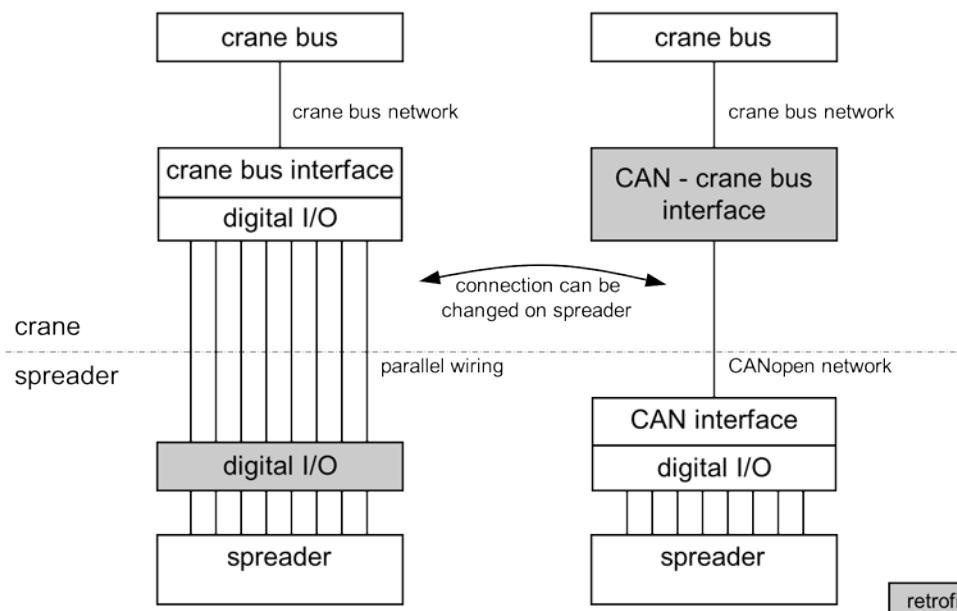 crane bus
crane bus network
crane bus interface
digital I/O
crane bus
crane bus network
CAN - crane bus
interface
connection can be
changed on spreader
crane
spreader
parallel wiring
CANopen network
digital I/O
spreader
CAN interface
digital I/O
spreader